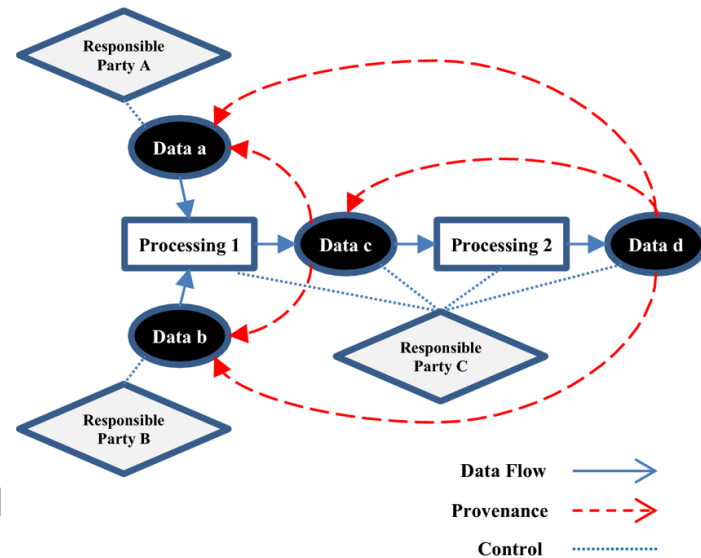 Responsible
Party A
Data a
Processing 1
Data c
Processing 2
Data d
Data b
Responsible
Party C
Responsible
Party B
Data Flow
Provenance
Control